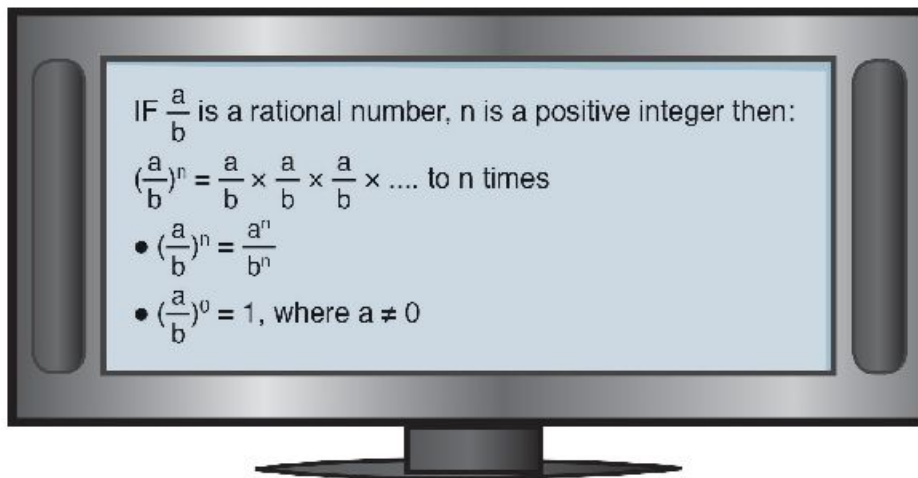 IF a/b is a rational number, n is a positive integer then:
(a/b)ⁿ = a/b × a/b × a/b × .... to n times
• (a/b)ⁿ = aⁿ/bⁿ
• (a/b)⁰ = 1, where a ≠ 0